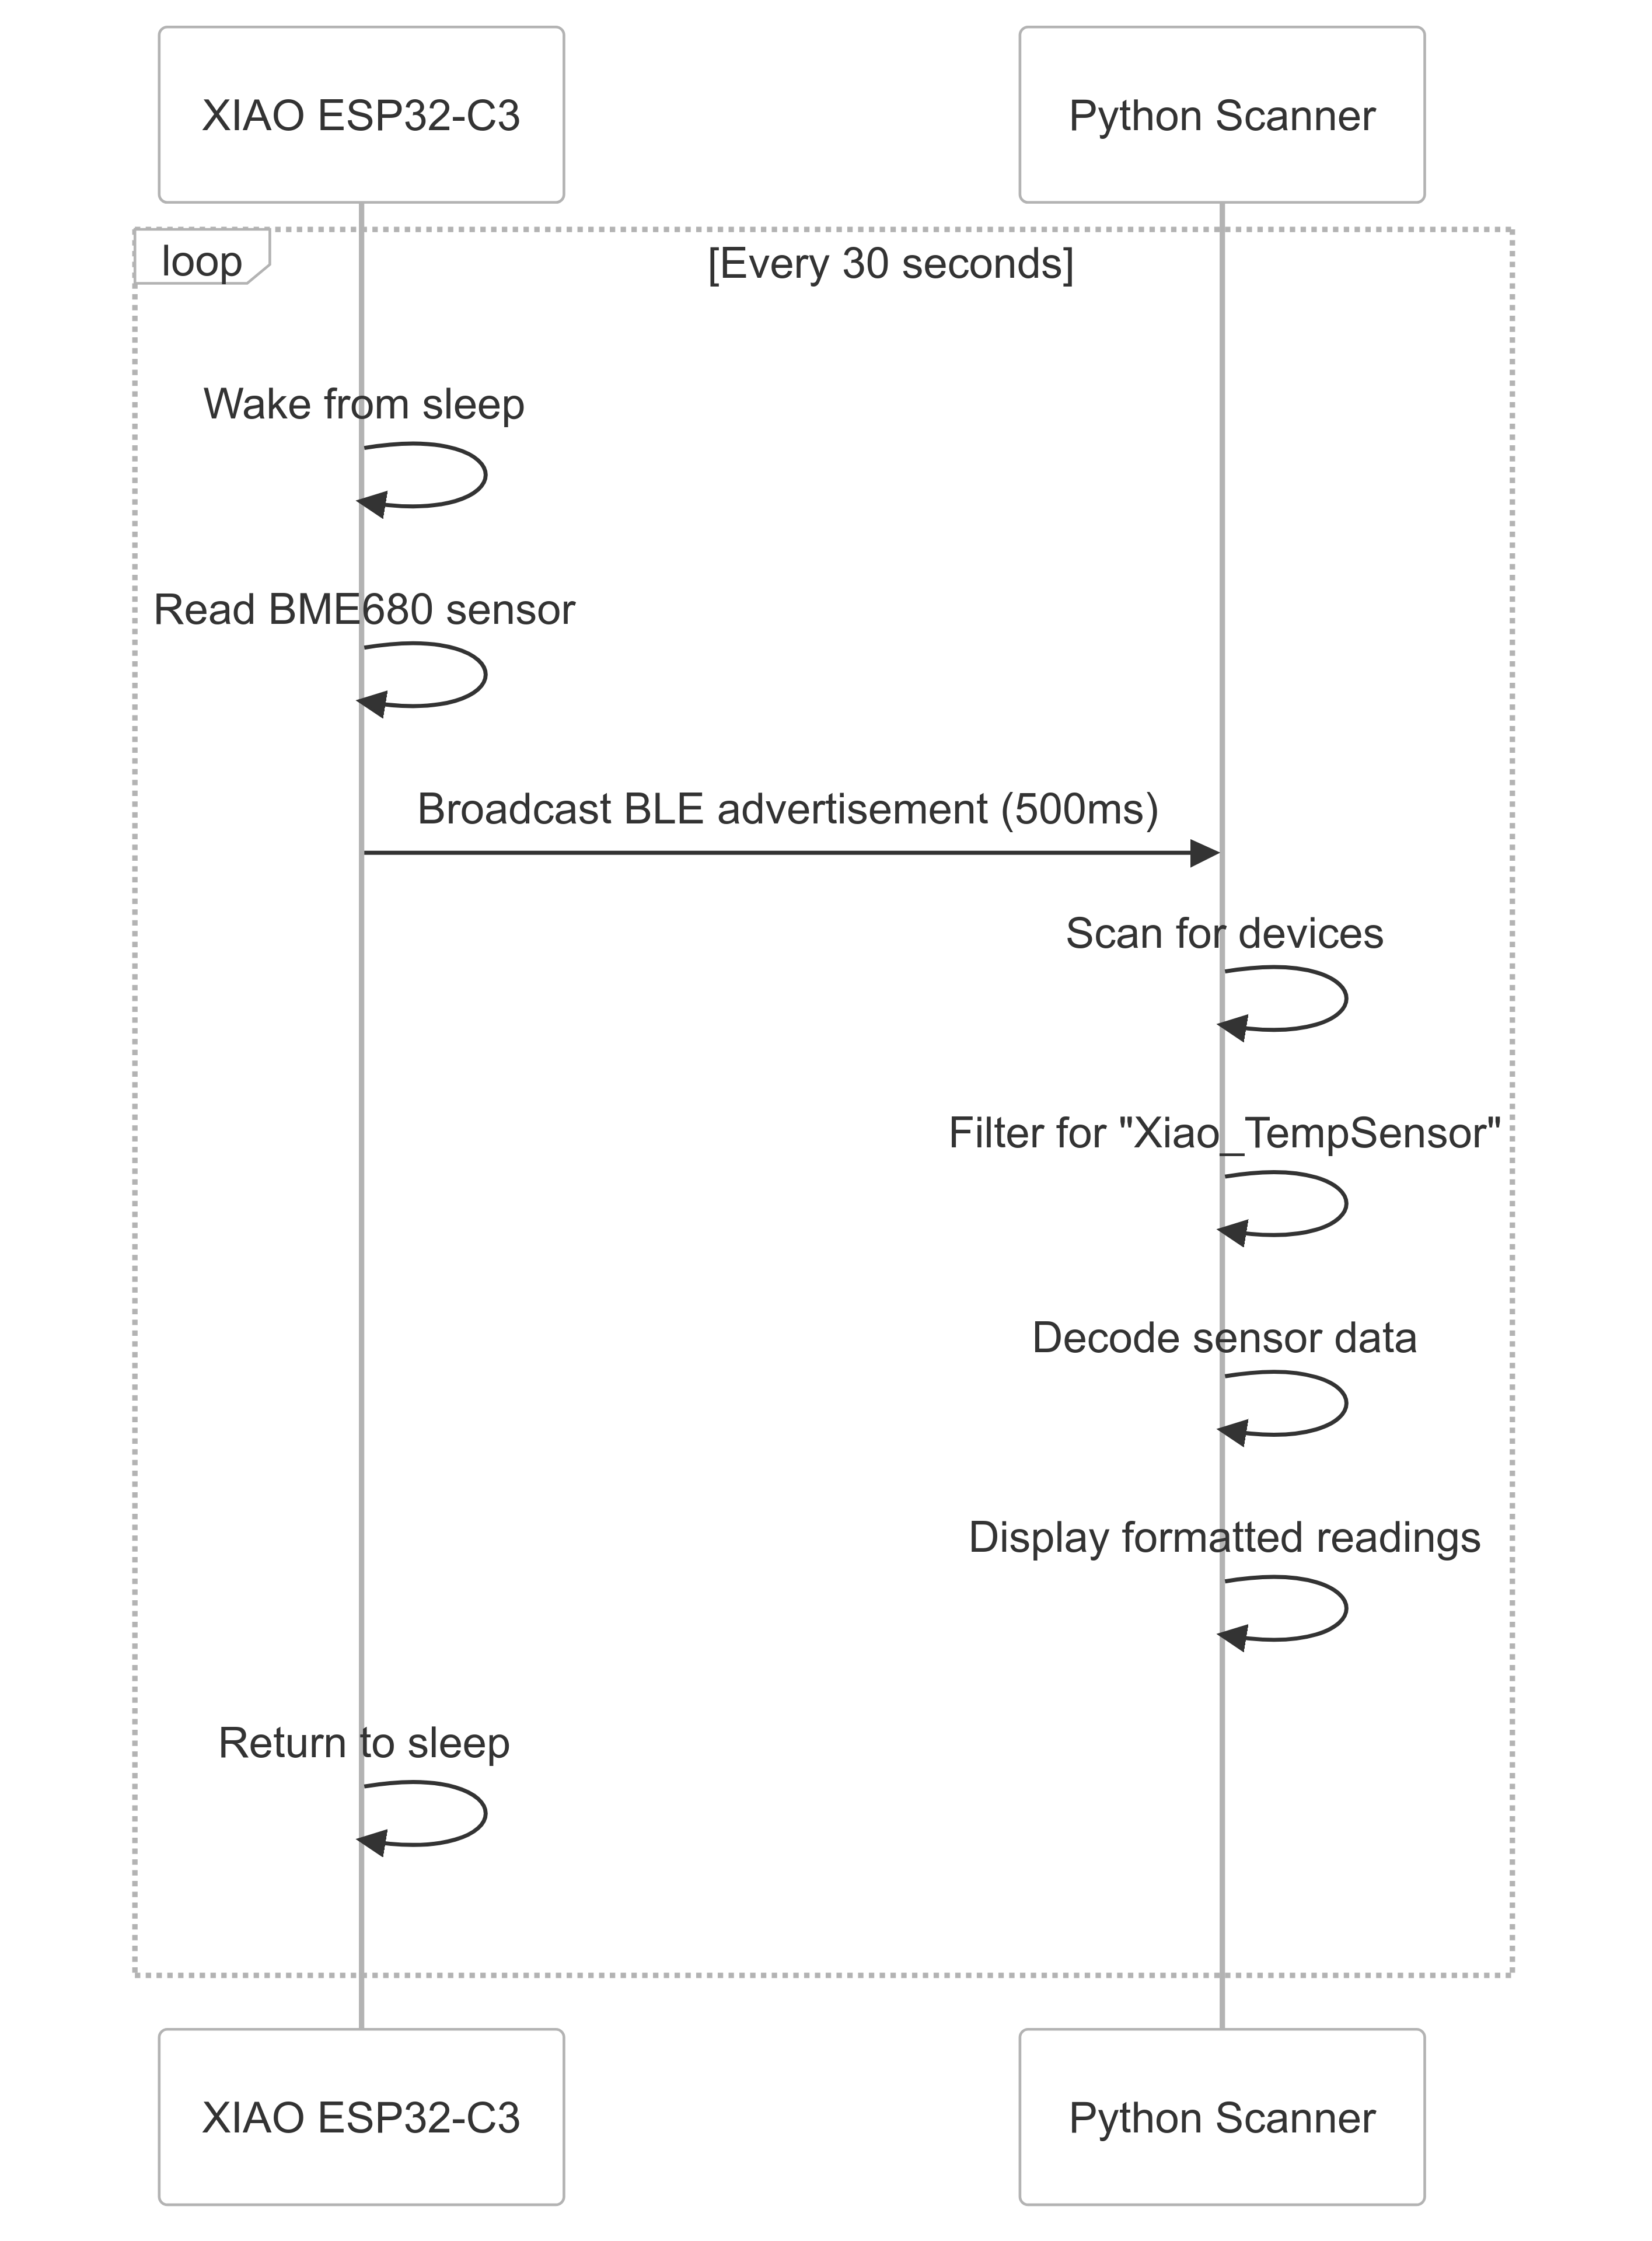 XIAO ESP32-C3
Python Scanner
loop
[Every 30 seconds]
Wake from sleep
Read BME680 sensor
Broadcast BLE advertisement (500ms)
Scan for devices
Filter for "Xiao_TempSensor"
Decode sensor data
Display formatted readings
Return to sleep
XIAO ESP32-C3
Python Scanner